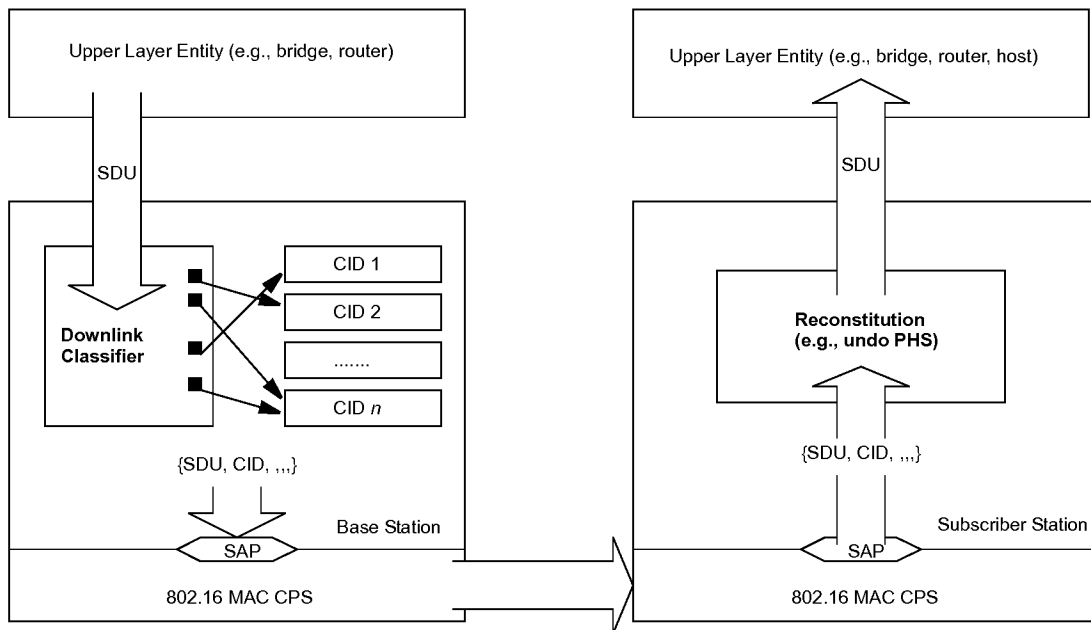 Upper Layer Entity (e.g., bridge, router)
SDU
Downlink
Classifier
CID 1
CID 2
.......
CID n
{SDU, CID, ,,,}
Base Station
SAP
802.16 MAC CPS
Upper Layer Entity (e.g., bridge, router, host)
SDU
Reconstitution
(e.g., undo PHS)
{SDU, CID, ,,,}
Subscriber Station
SAP
802.16 MAC CPS